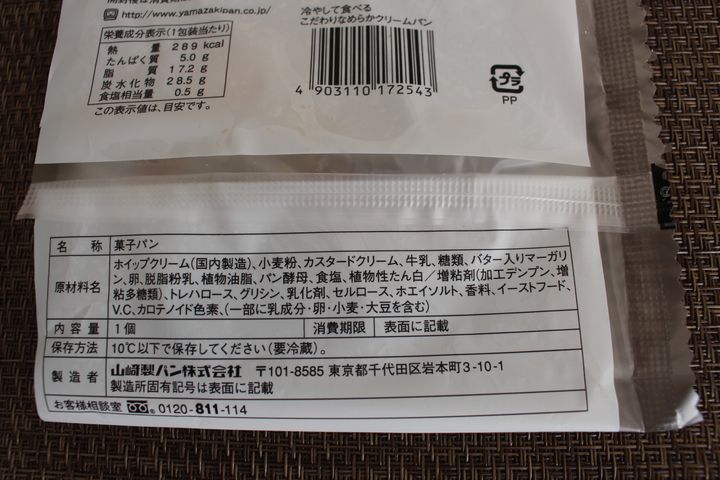 http://www.yamazakipan.co.jp/
栄養成分表示(1包装当たり)
熱量 289 kcal
たんぱく質 5.0 g
脂質 17.2 g
炭水化物 28.5 g
食塩相当量 0.5 g
この表示値は、目安です。
冷やして食べる
こだわりなめらかクリームパン
4 903110 172543
プラ
PP
名称 菓子パン
原材料名 ホイップクリーム(国内製造)、小麦粉、カスタードクリーム、牛乳、糖類、バター入りマーガリ
ン、卵、脱脂粉乳、植物油脂、パン酵母、食塩、植物性たん白／増粘剤(加工デンプン、増
粘多糖類)、トレハロース、グリシン、乳化剤、セルロース、ホエイソルト、香料、イーストフード、
V.C、カロテノイド色素、(一部に乳成分・卵・小麦・大豆を含む)
内容量 1個 消費期限 表面に記載
保存方法 10℃以下で保存してください(要冷蔵)。
製造者 山崎製パン株式会社 〒101-8585 東京都千代田区岩本町3-10-1
製造所固有記号は表面に記載
お客様相談室 0120-811-114